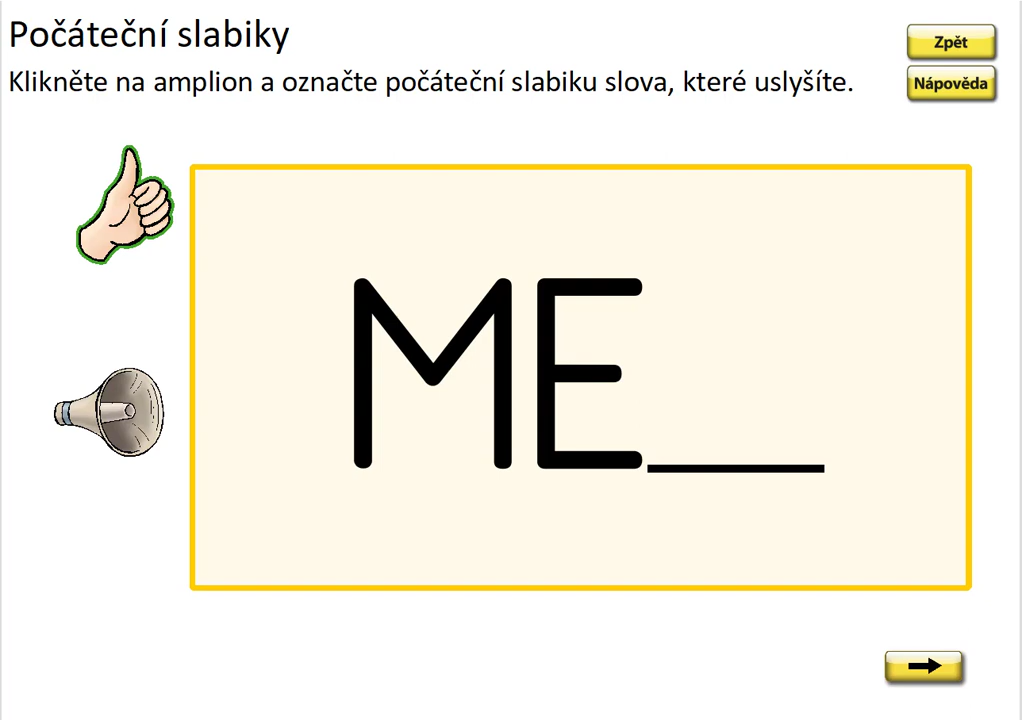 Počáteční slabiky
Zpět
Klikněte na amplion a označte počáteční slabiku slova, které uslyšíte.
Nápověda
ME__